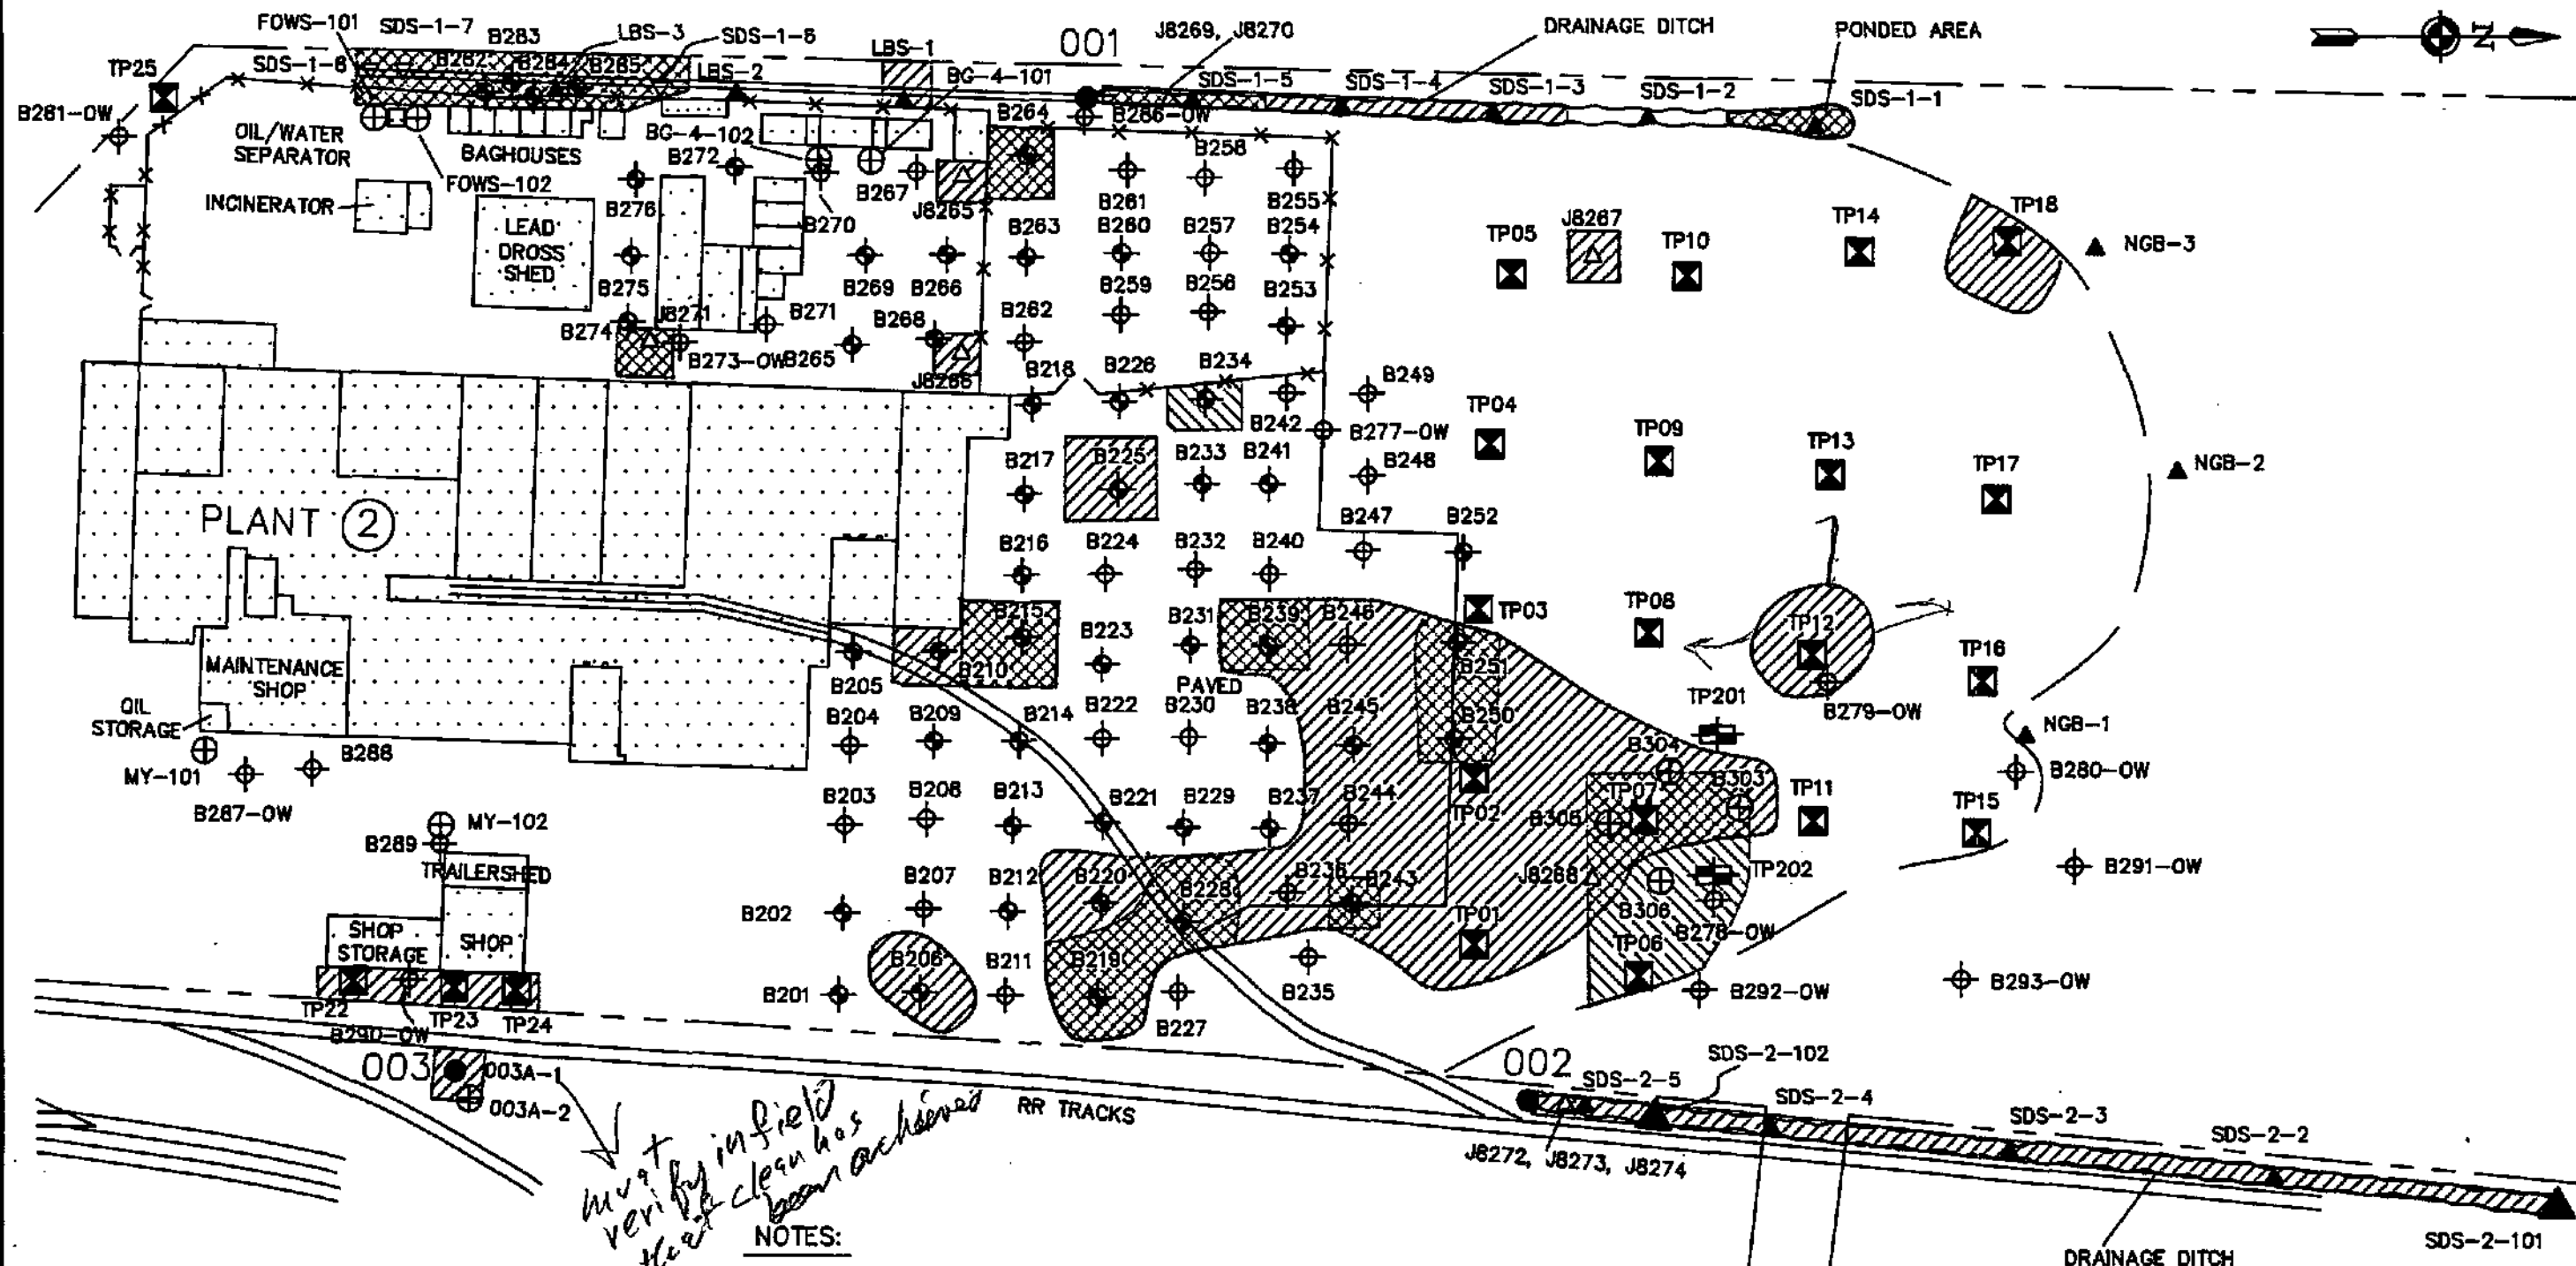 FOWS-101
SDS-1-7
B283
LBS-3
SDS-1-8
LBS-1
001
J8269, J8270
DRAINAGE DITCH
PONDED AREA
N
TP25
SDS-1-6
B282
B284
B285
LBS-2
BG-4-101
SDS-1-5
SDS-1-4
SDS-1-3
SDS-1-2
SDS-1-1
B281-OW
OIL/WATER
SEPARATOR
BAGHOUSES
BG-4-102
B264
B286-OW
B272
B258
INCINERATOR
FOWS-102
B276
B270
B267
J8265
B261
B255
LEAD
DROSS
SHED
B263
B260
B257
B254
TP05
J8267
TP10
TP14
TP18
NGB-3
B275
B269
B266
B259
B256
B253
B274
J8271
B271
B268
B262
B273-OW
B265
J8266
B218
B226
B234
B249
B242
B277-OW
TP04
TP09
TP13
TP17
NGB-2
B217
B225
B233
B241
B248
PLANT 2
B216
B224
B232
B240
B247
B252
B215
B223
B231
B239
B246
TP03
TP08
TP12
TP16
MAINTENANCE
SHOP
B205
B210
PAVED
B251
OIL
STORAGE
B204
B209
B214
B222
B230
B238
B245
B250
TP201
B279-OW
NGB-1
B288
MY-101
B287-OW
B304
B303
B280-OW
B203
B208
B213
B221
B229
B237
B244
TP02
B305
TP07
TP11
TP15
MY-102
B289
TRAILERSHED
B207
B212
B220
B228
B236
B243
J8268
TP202
B291-OW
B202
B306
SHOP
STORAGE
SHOP
B206
B211
B219
TP01
TP06
B278-OW
B201
B227
B235
B292-OW
B293-OW
TP22
TP23
TP24
B290-OW
003
003A-1
003A-2
RR TRACKS
002
SDS-2-5
SDS-2-102
SDS-2-4
SDS-2-3
SDS-2-2
J8272, J8273, J8274
must
verify in field
that clean has
been achieved
NOTES:
DRAINAGE DITCH
SDS-2-101